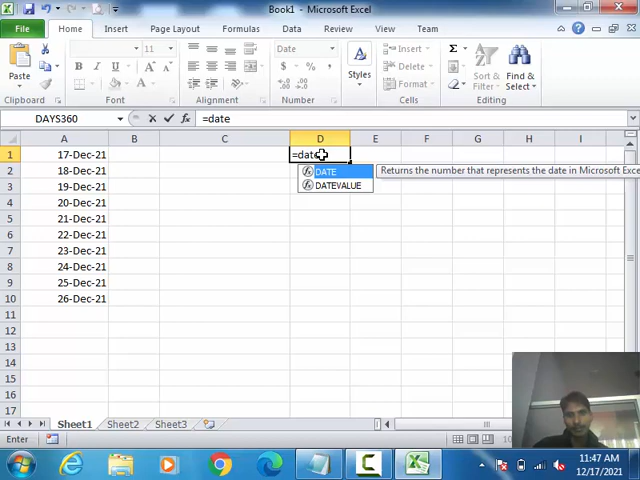 Book1 - Microsoft Excel
File Home Insert Page Layout Formulas Data Review View Team
Paste
B I U
11
Date
$ % ,
Styles
Insert
Delete
Format
Σ
Sort &
Filter
Find &
Select
Clipboard Font Alignment Number Cells Editing
DAYS360 =date
A B C D E F G H I
1 17-Dec-21 =date
2 18-Dec-21 DATE Returns the number that represents the date in Microsoft Exce
3 19-Dec-21 DATEVALUE
4 20-Dec-21
5 21-Dec-21
6 22-Dec-21
7 23-Dec-21
8 24-Dec-21
9 25-Dec-21
10 26-Dec-21
11
12
13
14
15
16
17
Sheet1 Sheet2 Sheet3
Enter 10
11:47 AM
12/17/2021